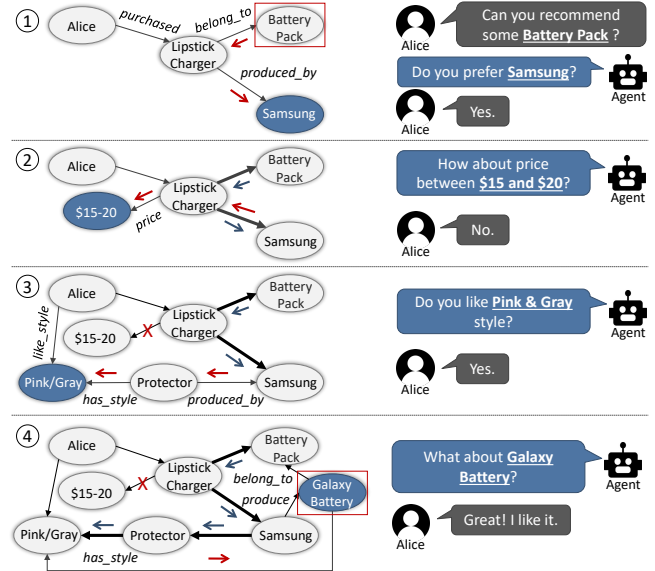 1
Alice
purchased
belong_to
Battery
Pack
Lipstick
Charger
produced_by
Samsung
Can you recommend
some Battery Pack ?
Alice
Do you prefer Samsung?
Agent
Yes.
Alice
2
Alice
Battery
Pack
Lipstick
Charger
$15-20
price
Samsung
How about price
between $15 and $20?
Agent
No.
Alice
3
Alice
Battery
Pack
Lipstick
Charger
like_style
$15-20
X
Pink/Gray
Protector
Samsung
has_style
produced_by
Do you like Pink & Gray
style?
Agent
Yes.
Alice
4
Alice
Battery
Pack
Lipstick
Charger
belong_to
$15-20
X
produce
Galaxy
Battery
Pink/Gray
Protector
Samsung
has_style
What about Galaxy
Battery?
Agent
Great! I like it.
Alice